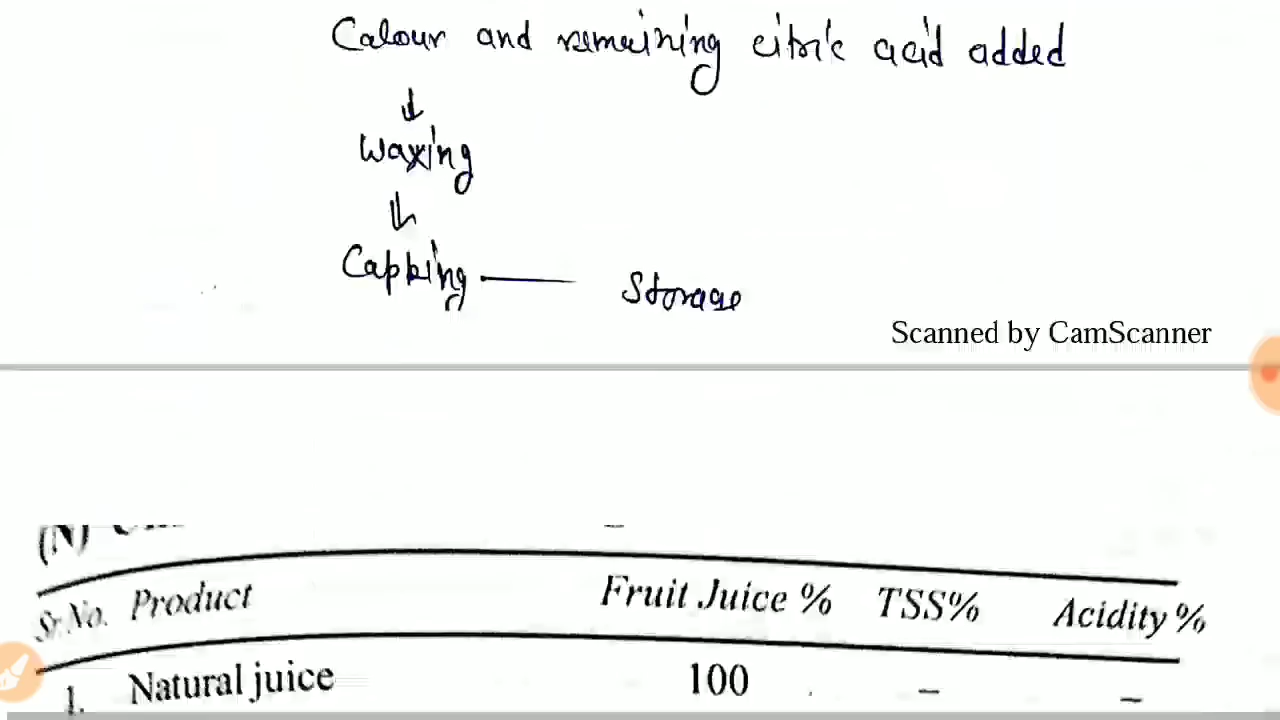 Colour and remaining citric acid added
↓
Waxing
↓
Capping — Storage
Scanned by CamScanner
(N)
Sr.No. Product Fruit Juice % TSS% Acidity %
1. Natural juice 100 – –